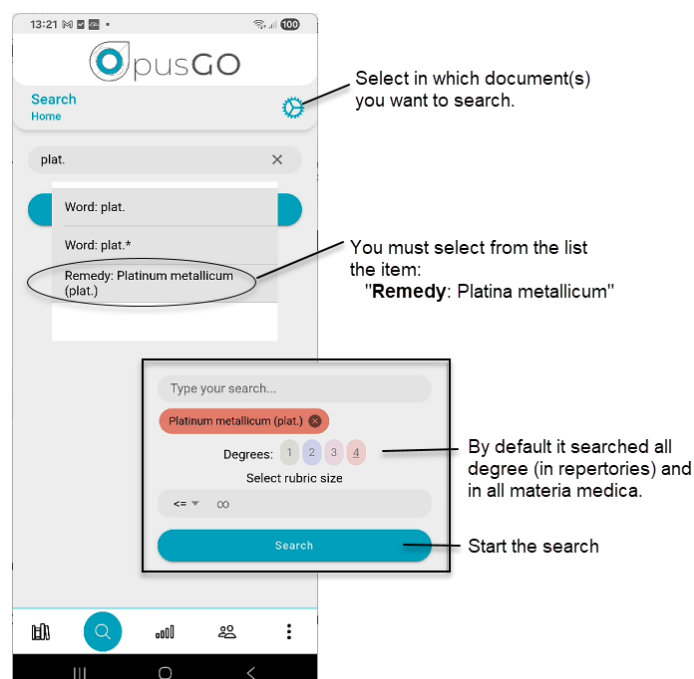 13:21
100
OpusGO
Search
Home
plat.
Word: plat.
Word: plat.*
Remedy: Platinum metallicum
(plat.)
Select in which document(s)
you want to search.
You must select from the list
the item:
"Remedy: Platina metallicum"
Type your search...
Platinum metallicum (plat.)
Degrees: 1 2 3 4
Select rubric size
<= ∞
Search
By default it searched all
degree (in repertories) and
in all materia medica.
Start the search